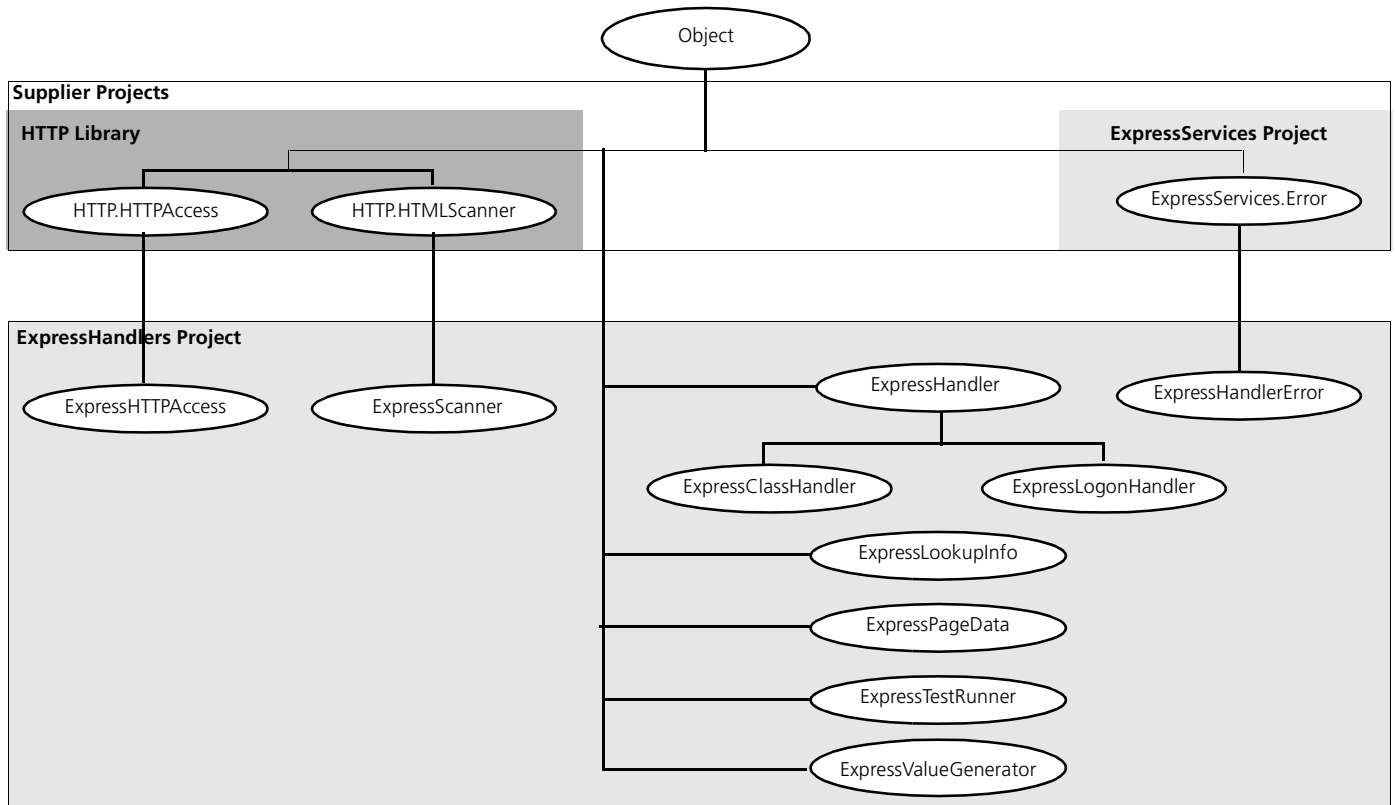 Object
Supplier Projects
HTTP Library
ExpressServices Project
HTTP.HTTPAccess
HTTP.HTMLScanner
ExpressServices.Error
ExpressHandlers Project
ExpressHTTPAccess
ExpressScanner
ExpressHandler
ExpressHandlerError
ExpressClassHandler
ExpressLogonHandler
ExpressLookupInfo
ExpressPageData
ExpressTestRunner
ExpressValueGenerator